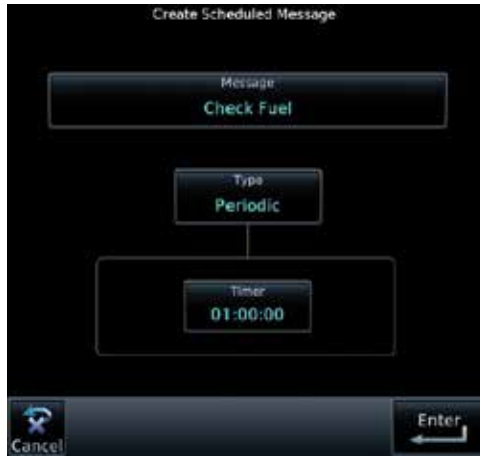 Create Scheduled Message
Message
Check Fuel
Type
Periodic
Timer
01:00:00
Cancel
Enter